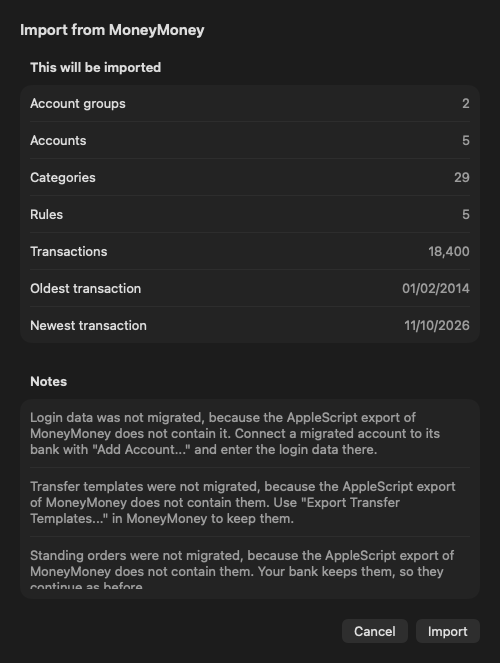 Import from MoneyMoney
This will be imported
Account groups 2
Accounts 5
Categories 29
Rules 5
Transactions 18,400
Oldest transaction 01/02/2014
Newest transaction 11/10/2026
Notes
Login data was not migrated, because the AppleScript export of
MoneyMoney does not contain it. Connect a migrated account to its
bank with "Add Account..." and enter the login data there.
Transfer templates were not migrated, because the AppleScript export
of MoneyMoney does not contain them. Use "Export Transfer
Templates..." in MoneyMoney to keep them.
Standing orders were not migrated, because the AppleScript export of
MoneyMoney does not contain them. Your bank keeps them, so they
continue as before.
Cancel Import